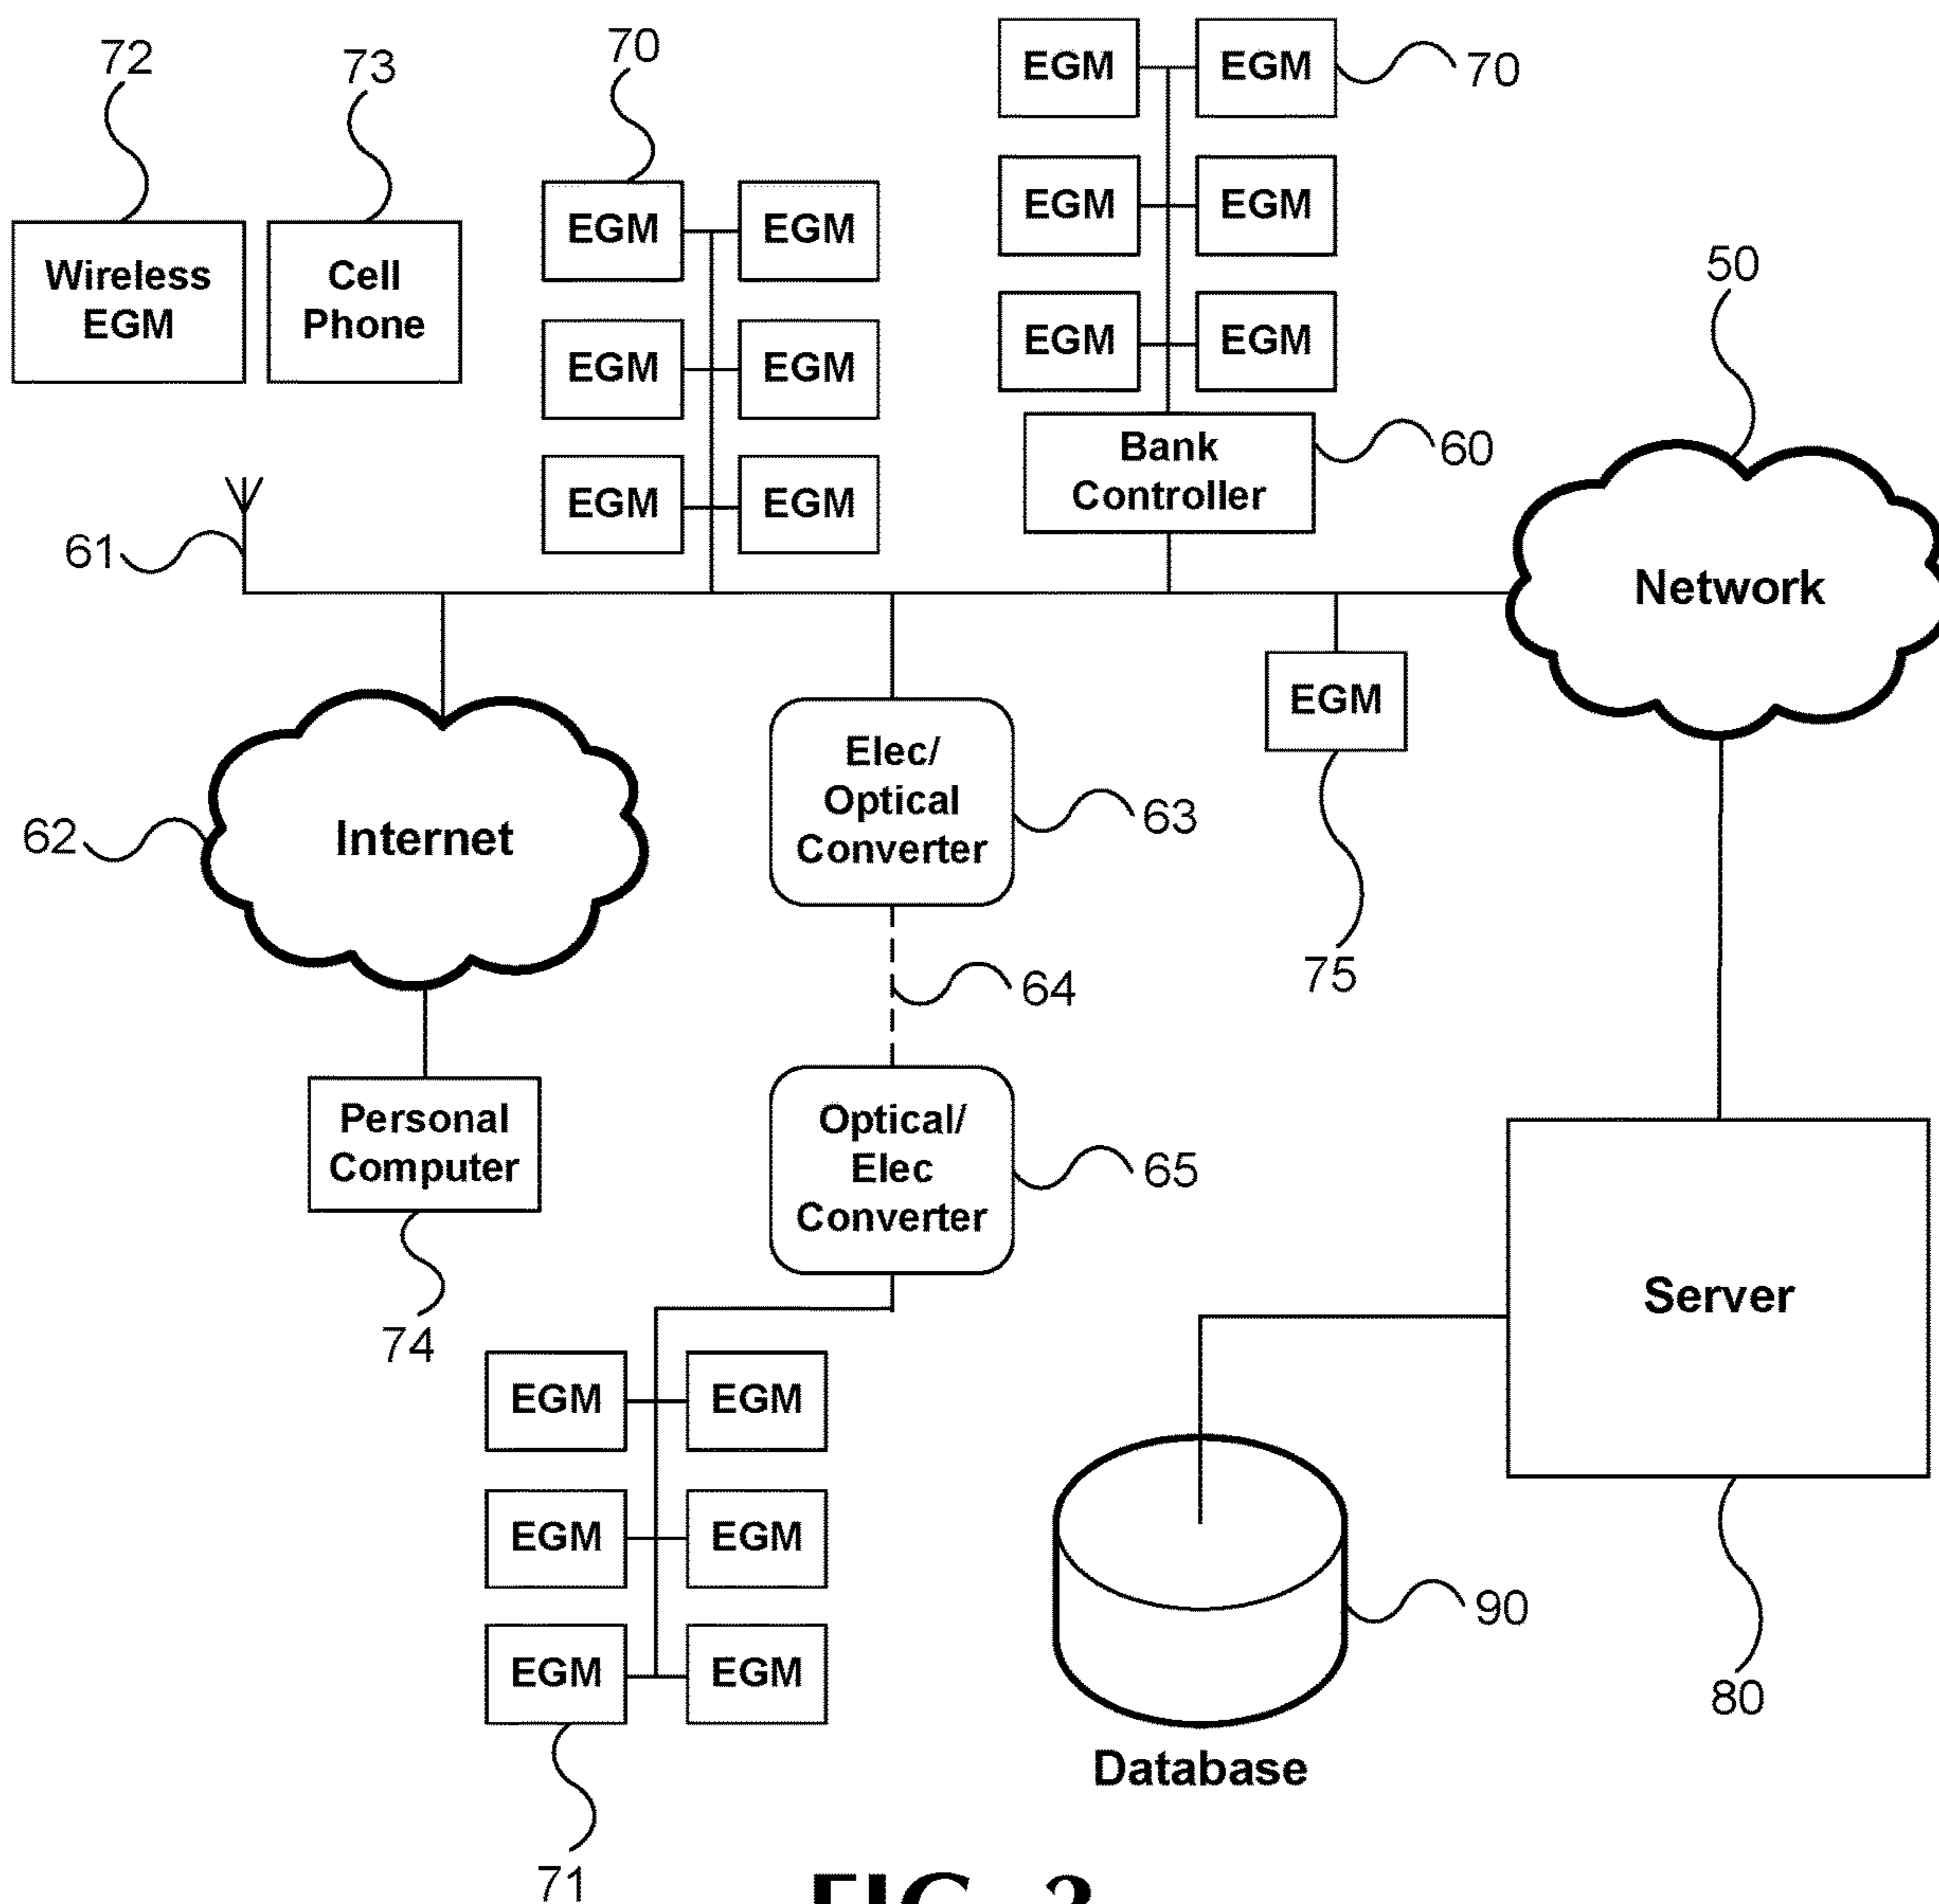 72
73
70
EGM
EGM
70
EGM
EGM
EGM
EGM
Wireless
EGM
Cell
Phone
EGM
EGM
EGM
EGM
EGM
EGM
50
Bank
Controller
60
61
Network
EGM
75
Elec/
Optical
Converter
63
Internet
62
64
Personal
Computer
74
Optical/
Elec
Converter
65
Server
80
EGM
EGM
EGM
EGM
EGM
EGM
71
90
Database
FIG. 2